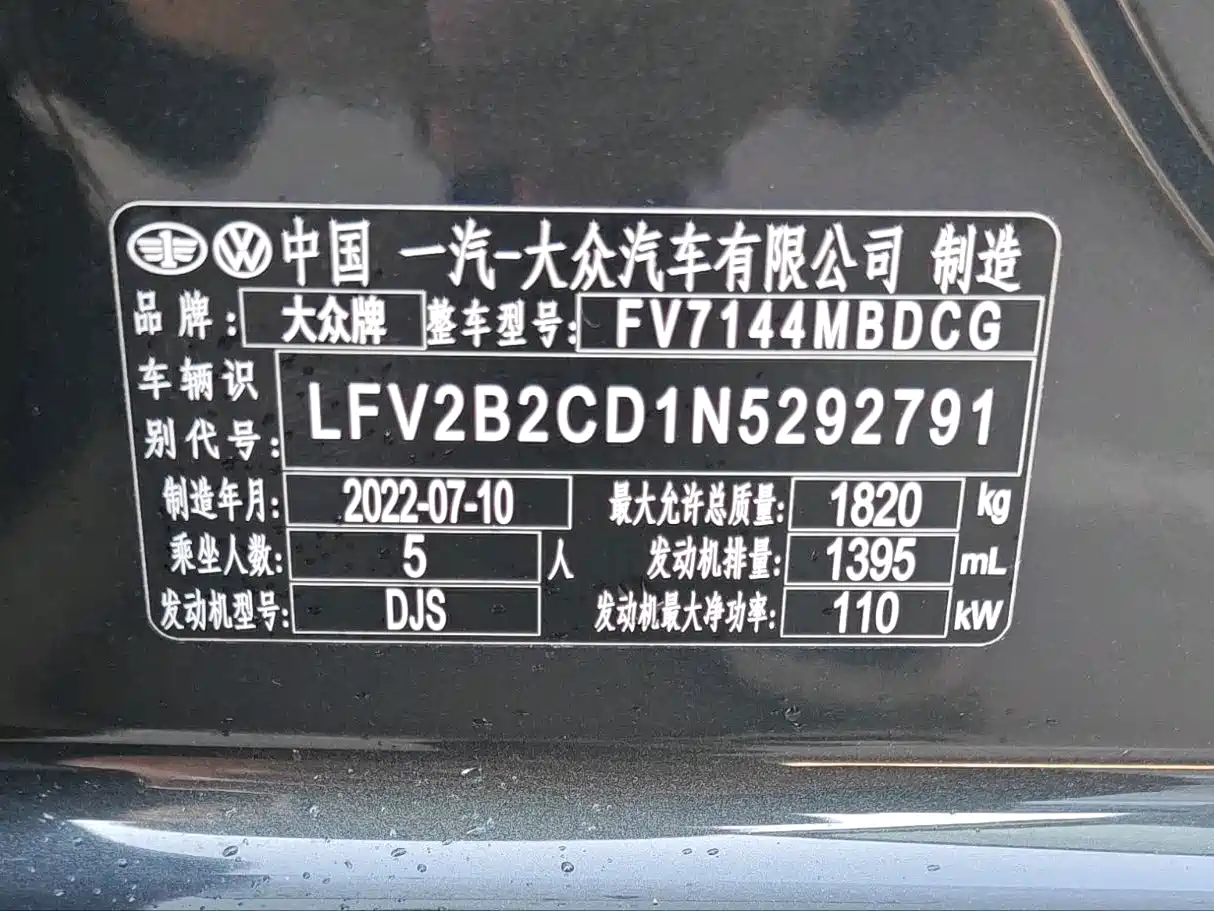 中国 一汽-大众汽车有限公司 制造
品牌: 大众牌 整车型号: FV7144MBDCG
车辆识别代号: LFV2B2CD1N5292791
制造年月: 2022-07-10 最大允许总质量: 1820 kg
乘坐人数: 5 人 发动机排量: 1395 mL
发动机型号: DJS 发动机最大净功率: 110 kW